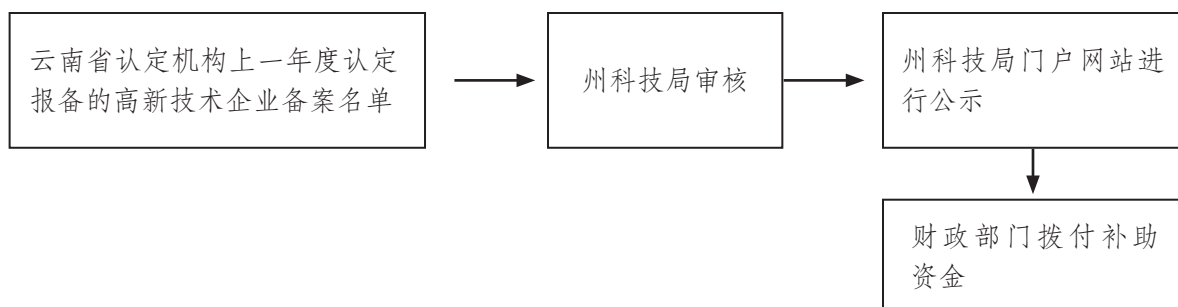 云南省认定机构上一年度认定
报备的高新技术企业备案名单
州科技局审核
州科技局门户网站进
行公示
财政部门拨付补助
资金